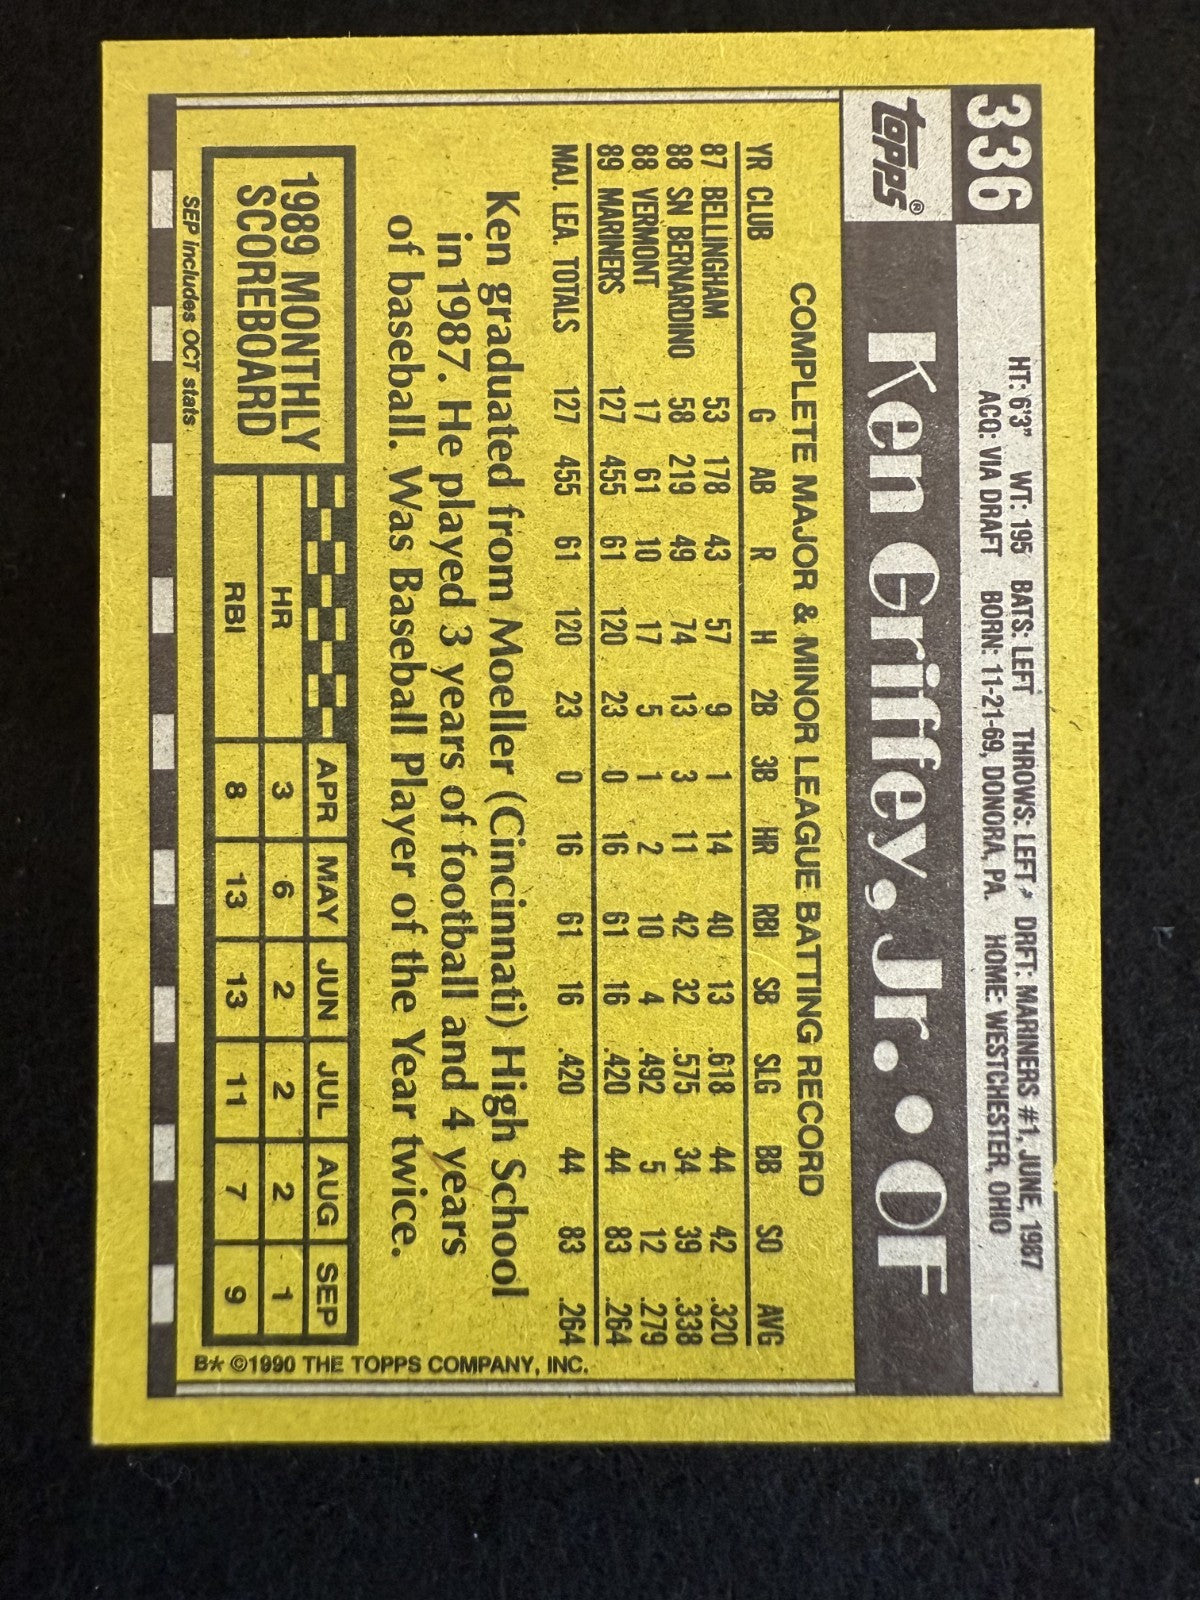 336
HT: 6'3" WT: 195 BATS: LEFT THROWS: LEFT DRFT: MARINERS #1, JUNE, 1987
ACQ: VIA DRAFT BORN: 11-21-69, DONORA, PA. HOME: WESTCHESTER, OHIO
topps®
Ken Griffey, Jr. • OF
COMPLETE MAJOR & MINOR LEAGUE BATTING RECORD
YR CLUB G AB R H 2B 3B HR RBI SB SLG BB SO AVG
87 BELLINGHAM 53 178 43 57 9 1 14 40 13 .618 44 42 .320
88 SN BERNARDINO 58 219 49 74 13 3 11 42 32 .575 34 39 .338
88 VERMONT 17 61 10 17 5 1 2 10 4 .492 5 12 .279
89 MARINERS 127 455 61 120 23 0 16 61 16 .420 44 83 .264
MAJ. LEA. TOTALS 127 455 61 120 23 0 16 61 16 .420 44 83 .264
Ken graduated from Moeller (Cincinnati) High School
in 1987. He played 3 years of football and 4 years
of baseball. Was Baseball Player of the Year twice.
1989 MONTHLY
SCOREBOARD
APR MAY JUN JUL AUG SEP
HR 3 6 2 2 2 1
RBI 8 13 13 11 7 9
SEP includes OCT stats
B* ©1990 THE TOPPS COMPANY, INC.